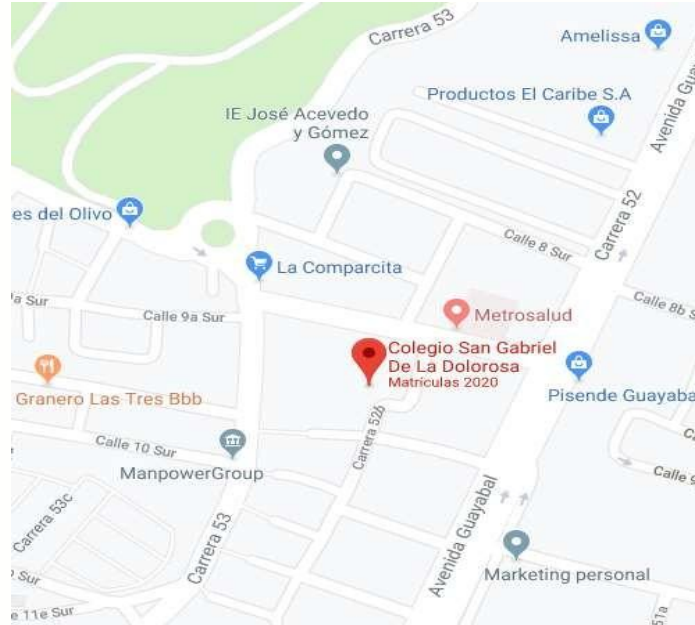 Carrera 53
Amelissa
Productos El Caribe S.A
Avenida Gua
IE José Acevedo
y Gómez
es del Olivo
Carrera 52
Calle 8 Sur
La Comparcita
Calle 8b S
a Sur
Calle 9a Sur
Metrosalud
Colegio San Gabriel
De La Dolorosa
Matrículas 2020
Granero Las Tres Bbb
Pisende Guayaba
Carrera 52b
Calle 10 Sur
ManpowerGroup
Calle 9
Avenida Guayabal
Carrera 53c
Carrera 53
Marketing personal
Sur
e 11e Sur
51a